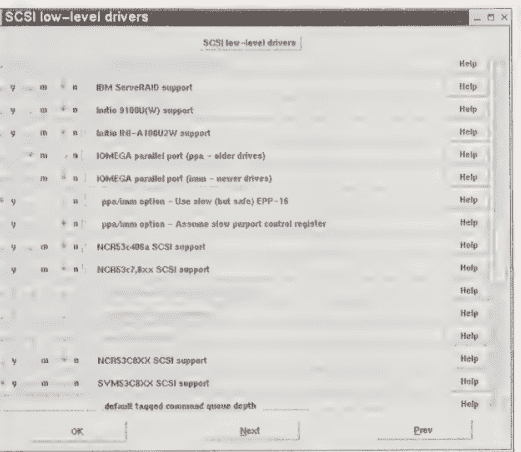 SCSI low-level drivers
SCSI low-level drivers
Help
y m n IBM ServeRAID support Help
y m n Initio 9100U(W) support Help
y m n Initio INI-A100U2W support Help
m n IOMEGA parallel port (ppa - older drives) Help
m n IOMEGA parallel port (imm - newer drives) Help
y ppa/imm option - Use slow (but safe) EPP-16 Help
y n ppa/imm option - Assume slow parport control register Help
y m n NCR53c406a SCSI support Help
y m n NCR53c7,8xx SCSI support Help
Help
Help
Help
y m n NCR53C8XX SCSI support Help
y m n SYM53C8XX SCSI support Help
default tagged command queue depth Help
OK Next Prev